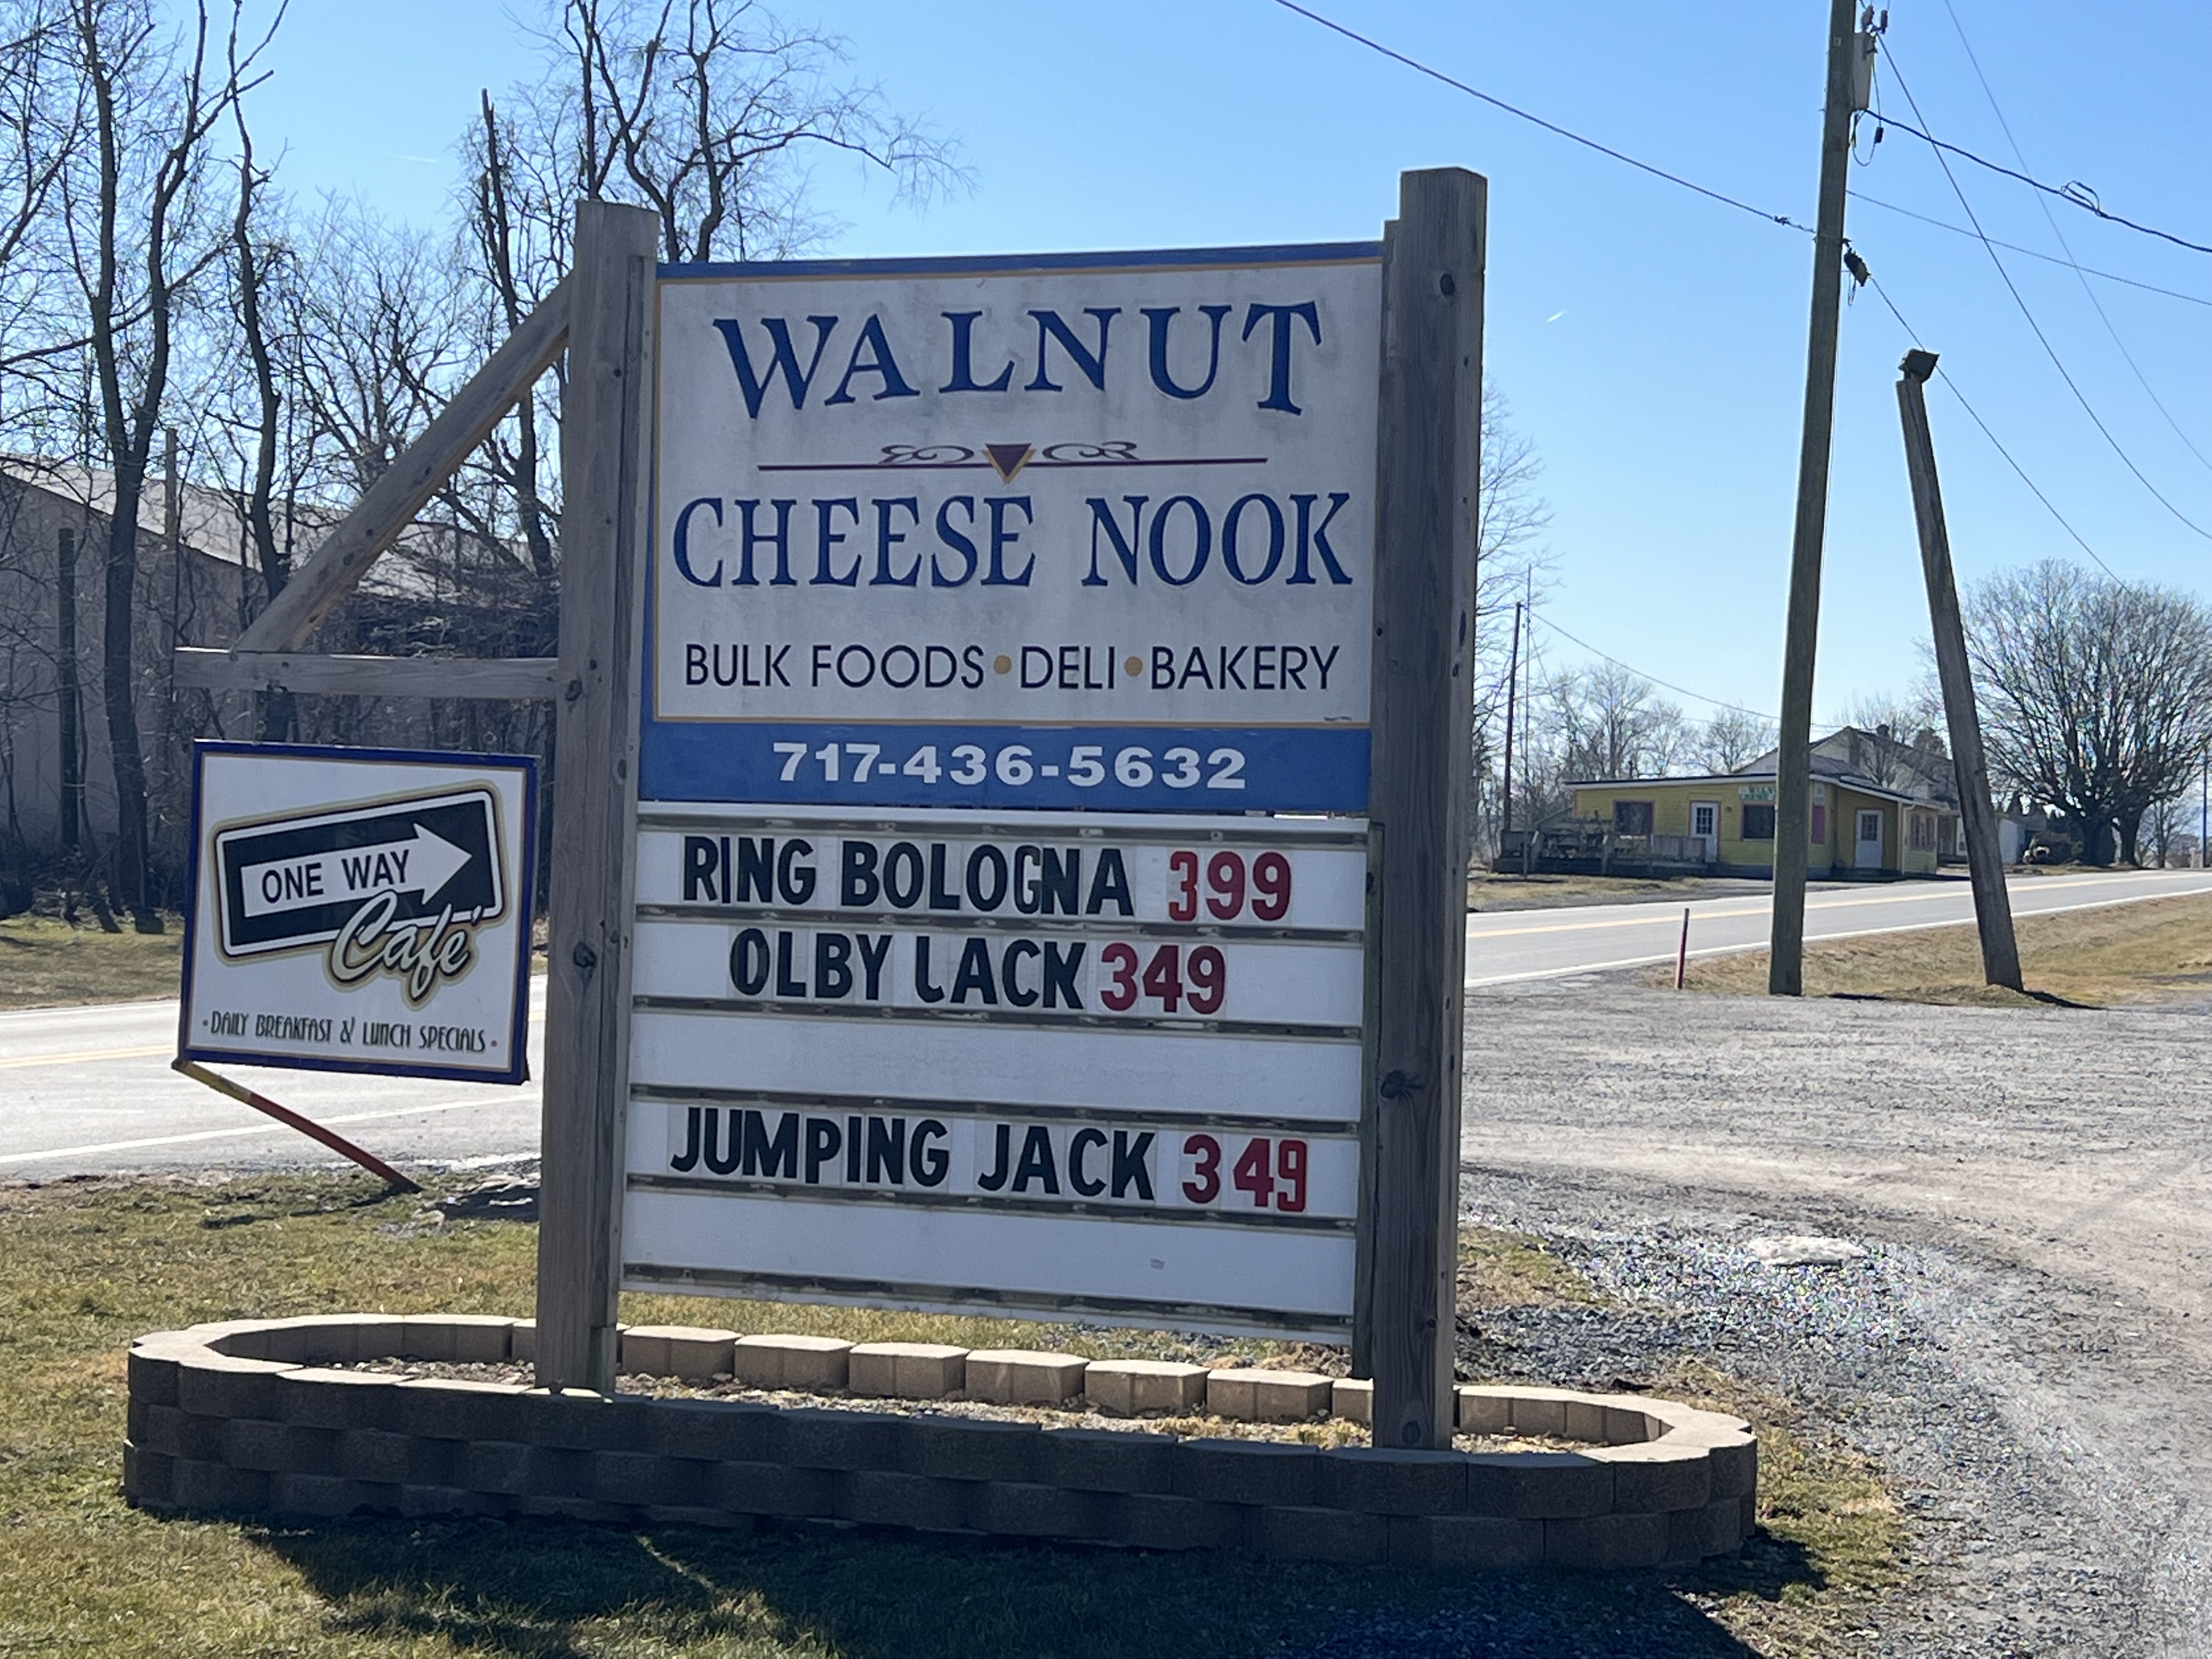 WALNUT
CHEESE NOOK
BULK FOODS • DELI • BAKERY
717-436-5632
RING BOLOGNA 399
OLBY LACK 349
JUMPING JACK 349
ONE WAY
Café
• DAILY BREAKFAST & LUNCH SPECIALS •